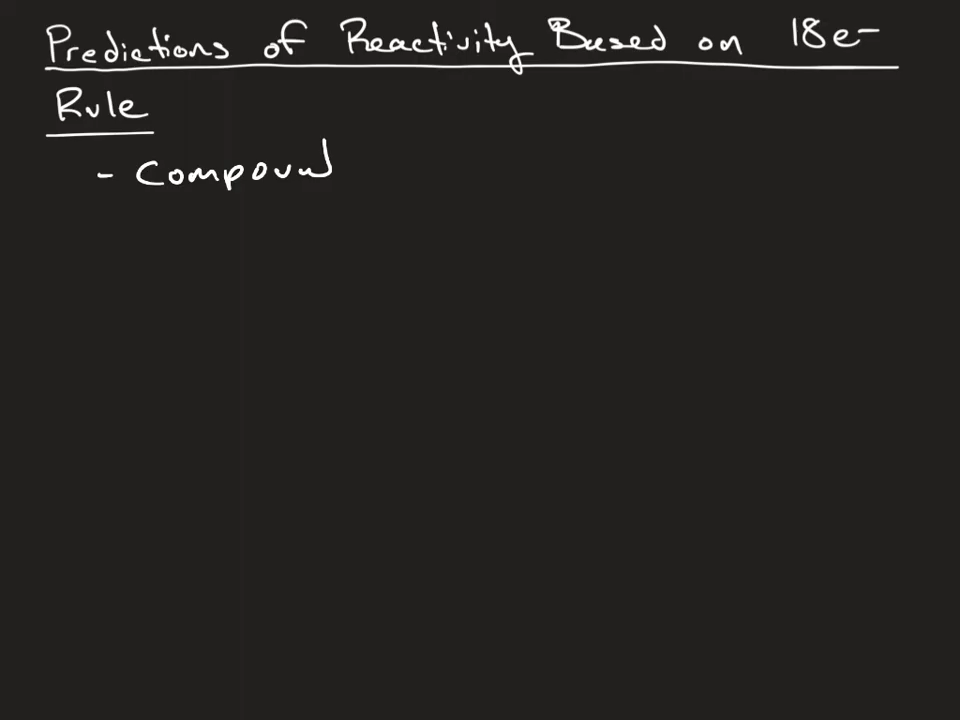 Predictions of Reactivity Based on 18e-
Rule
- Compound